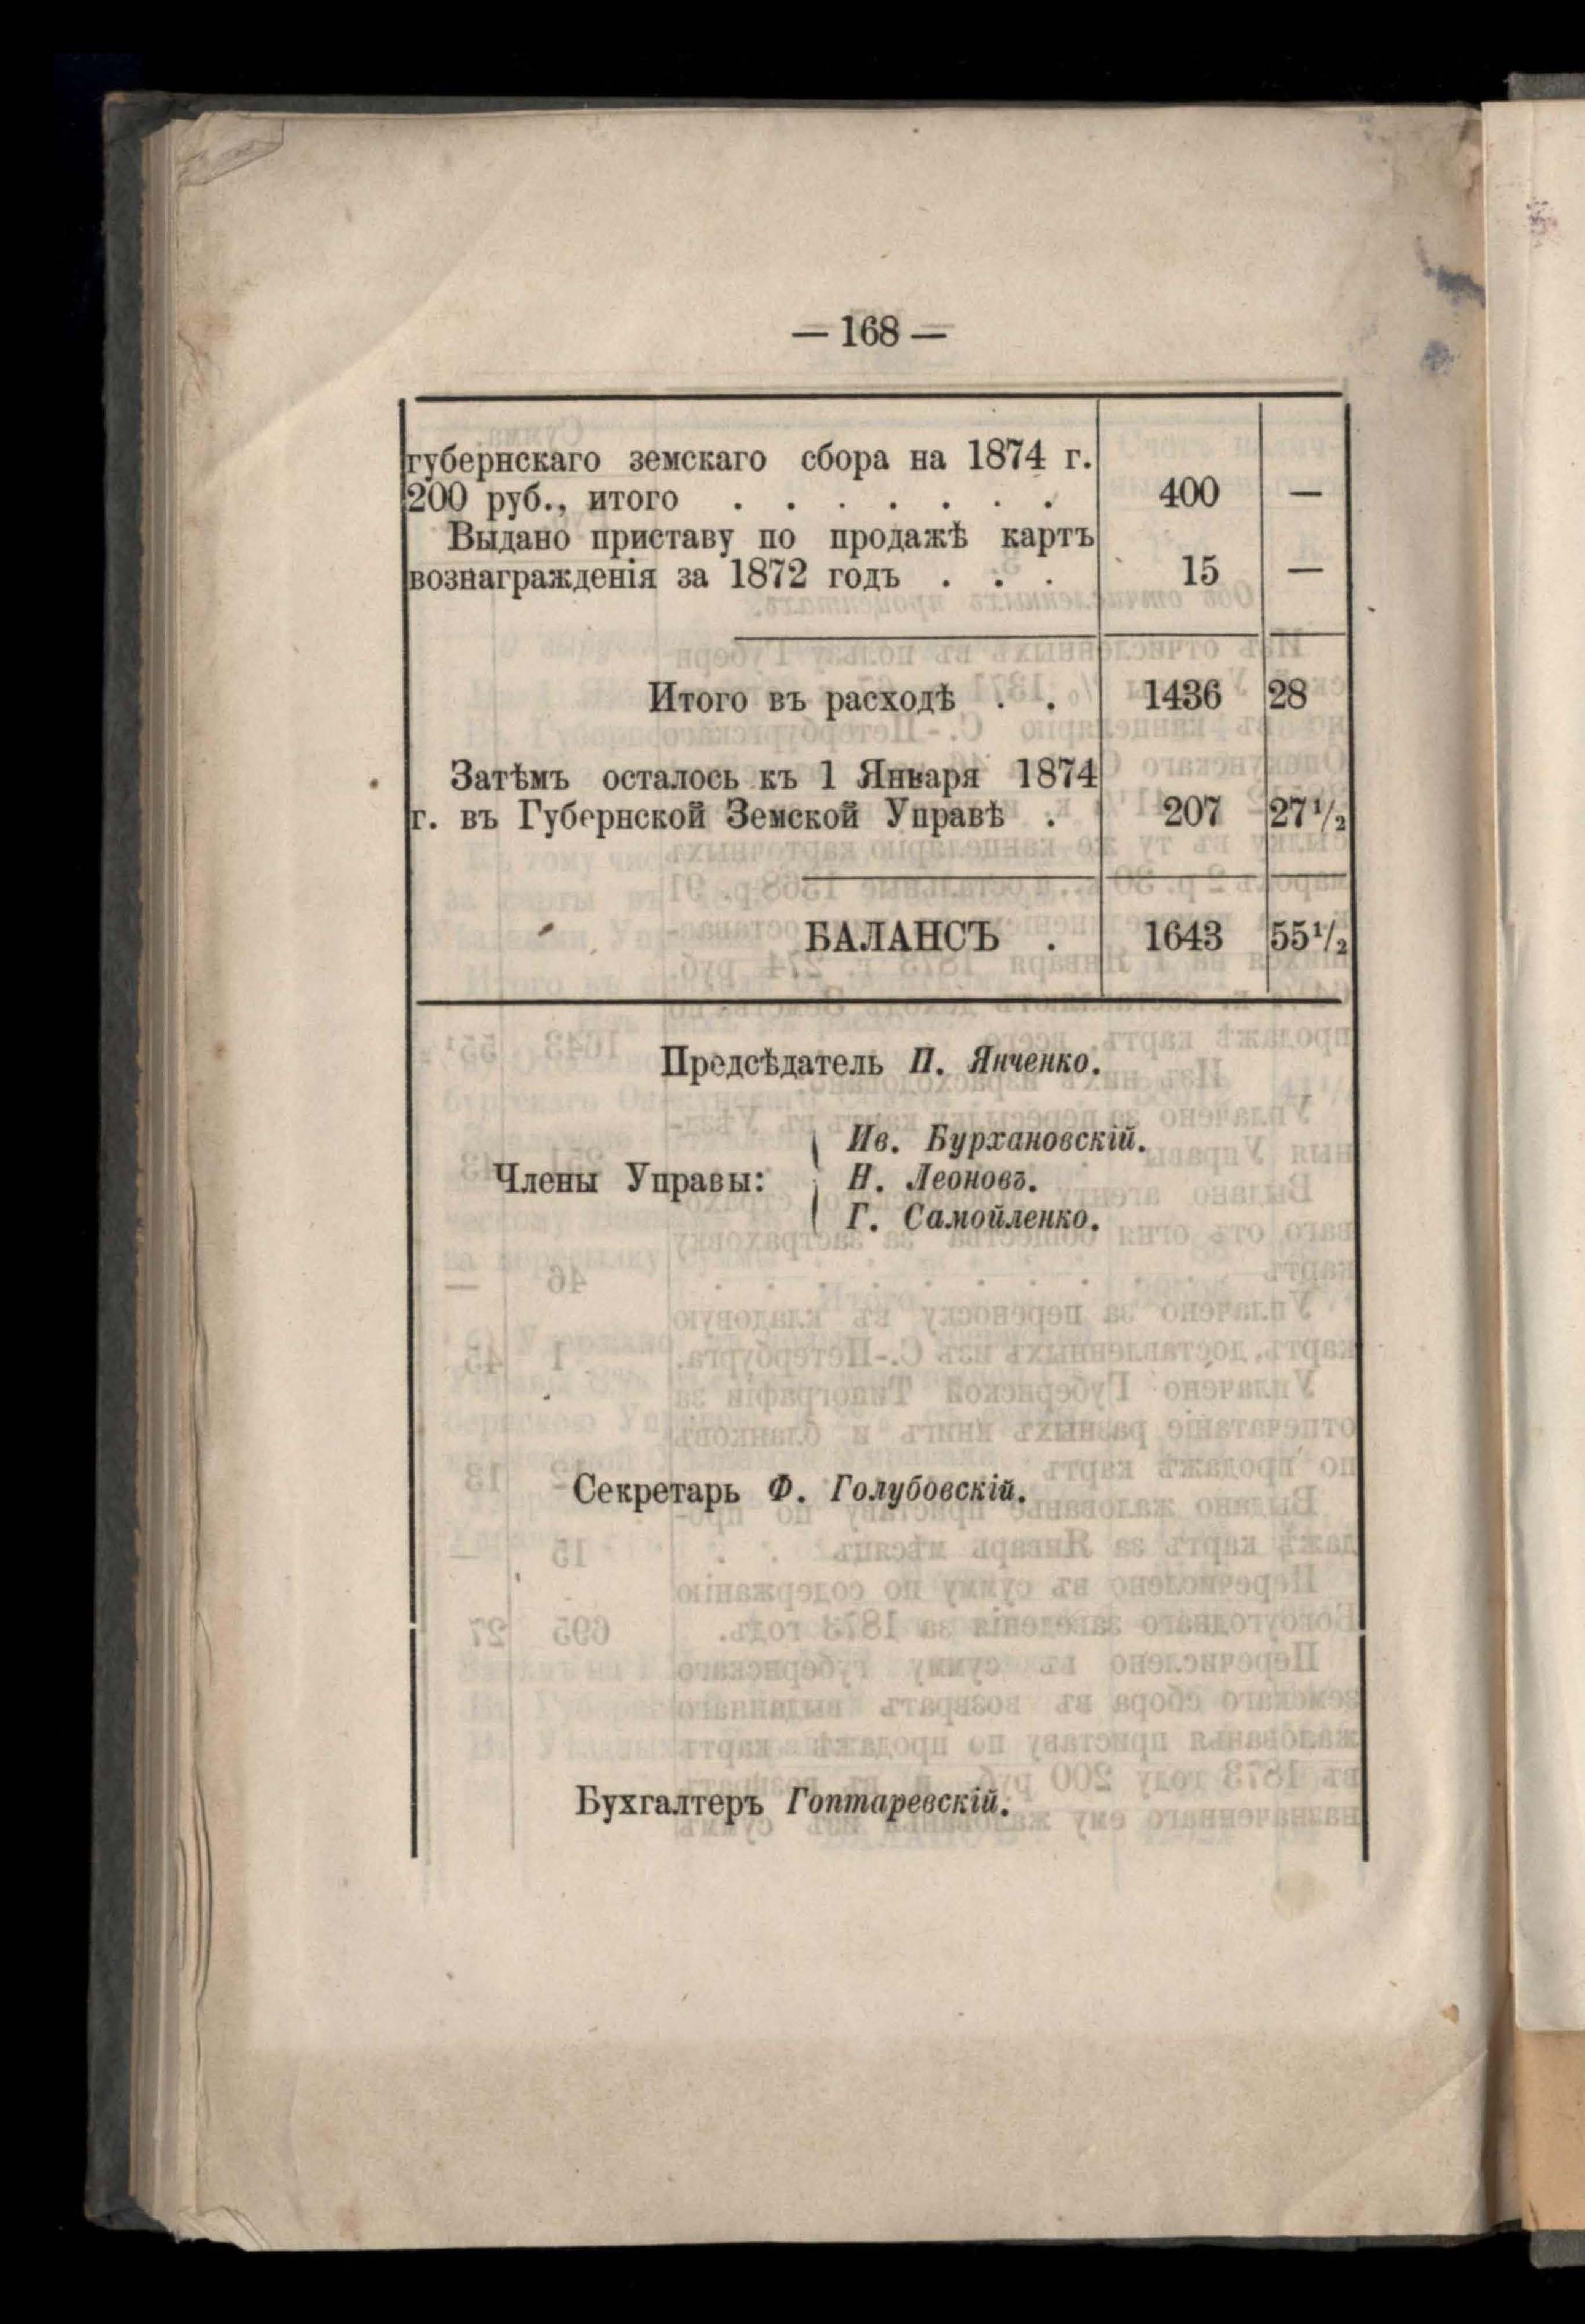 — 168 —
губернскаго земскаго сбора на 1874 г.
200 руб., итого . . . . . . . 400 —
Выдано приставу по продажѣ картъ
вознагражденія за 1872 годъ . . . 15 —
Итого въ расходѣ . . 1436 28
Затѣмъ осталось къ 1 Января 1874
г. въ Губернской Земской Управѣ . 207 27¹/₂
БАЛАНСЪ . 1643 55¹/₂
Предсѣдатель П. Янченко.
Ив. Бурхановскій.
Члены Управы: Н. Леоновъ.
Г. Самойленко.
Секретарь Ф. Голубовскій.
Бухгалтеръ Гоптаревскій.